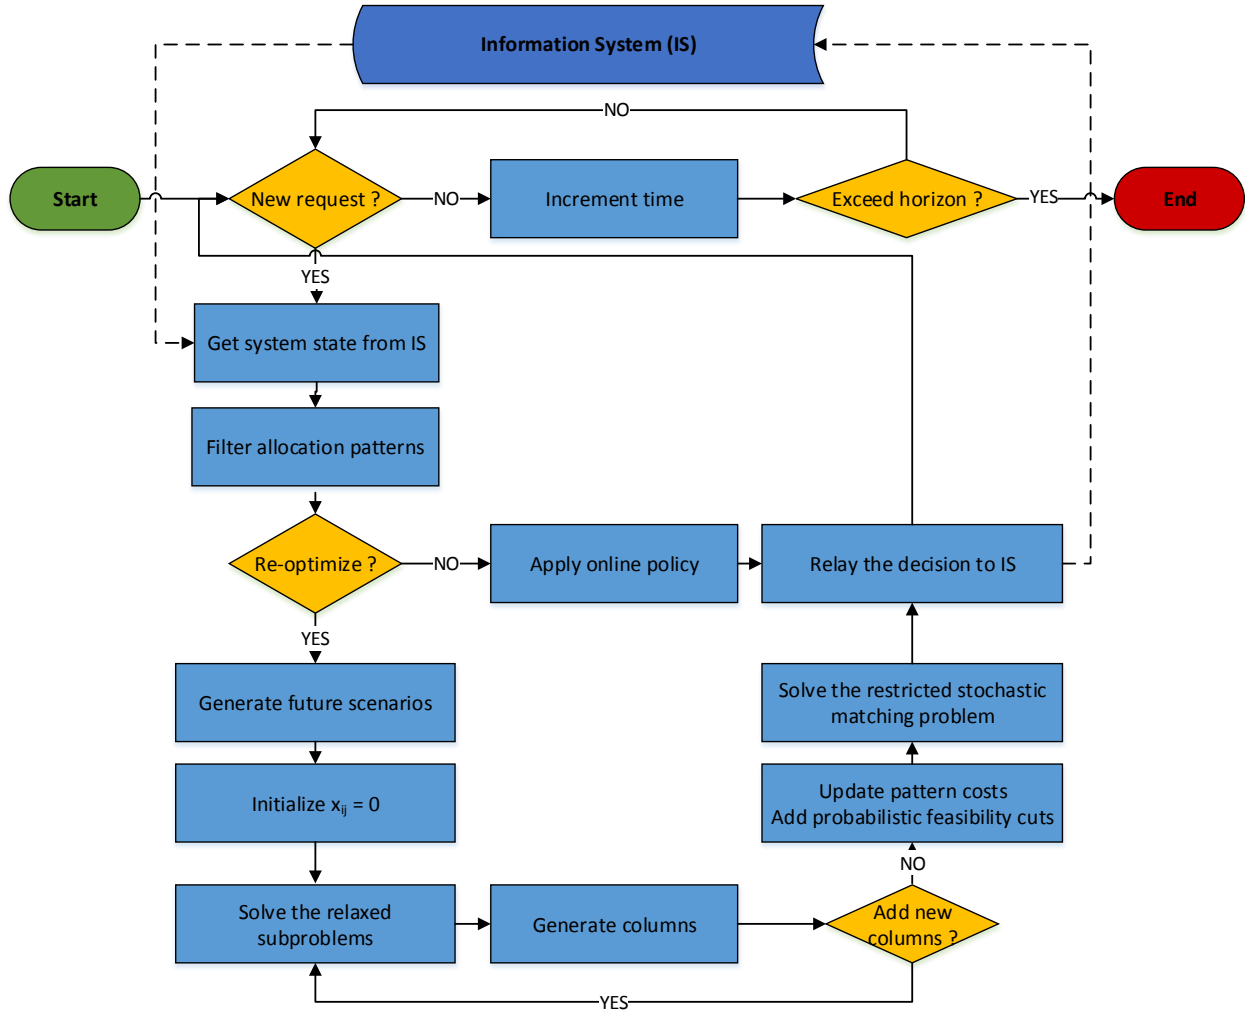 Information System (IS)
NO
Start
New request ?
NO
Increment time
Exceed horizon ?
YES
End
YES
Get system state from IS
Filter allocation patterns
Re-optimize ?
NO
Apply online policy
Relay the decision to IS
YES
Generate future scenarios
Solve the restricted stochastic
matching problem
Initialize xij = 0
Update pattern costs
Add probabilistic feasibility cuts
NO
Solve the relaxed
subproblems
Generate columns
Add new
columns ?
YES